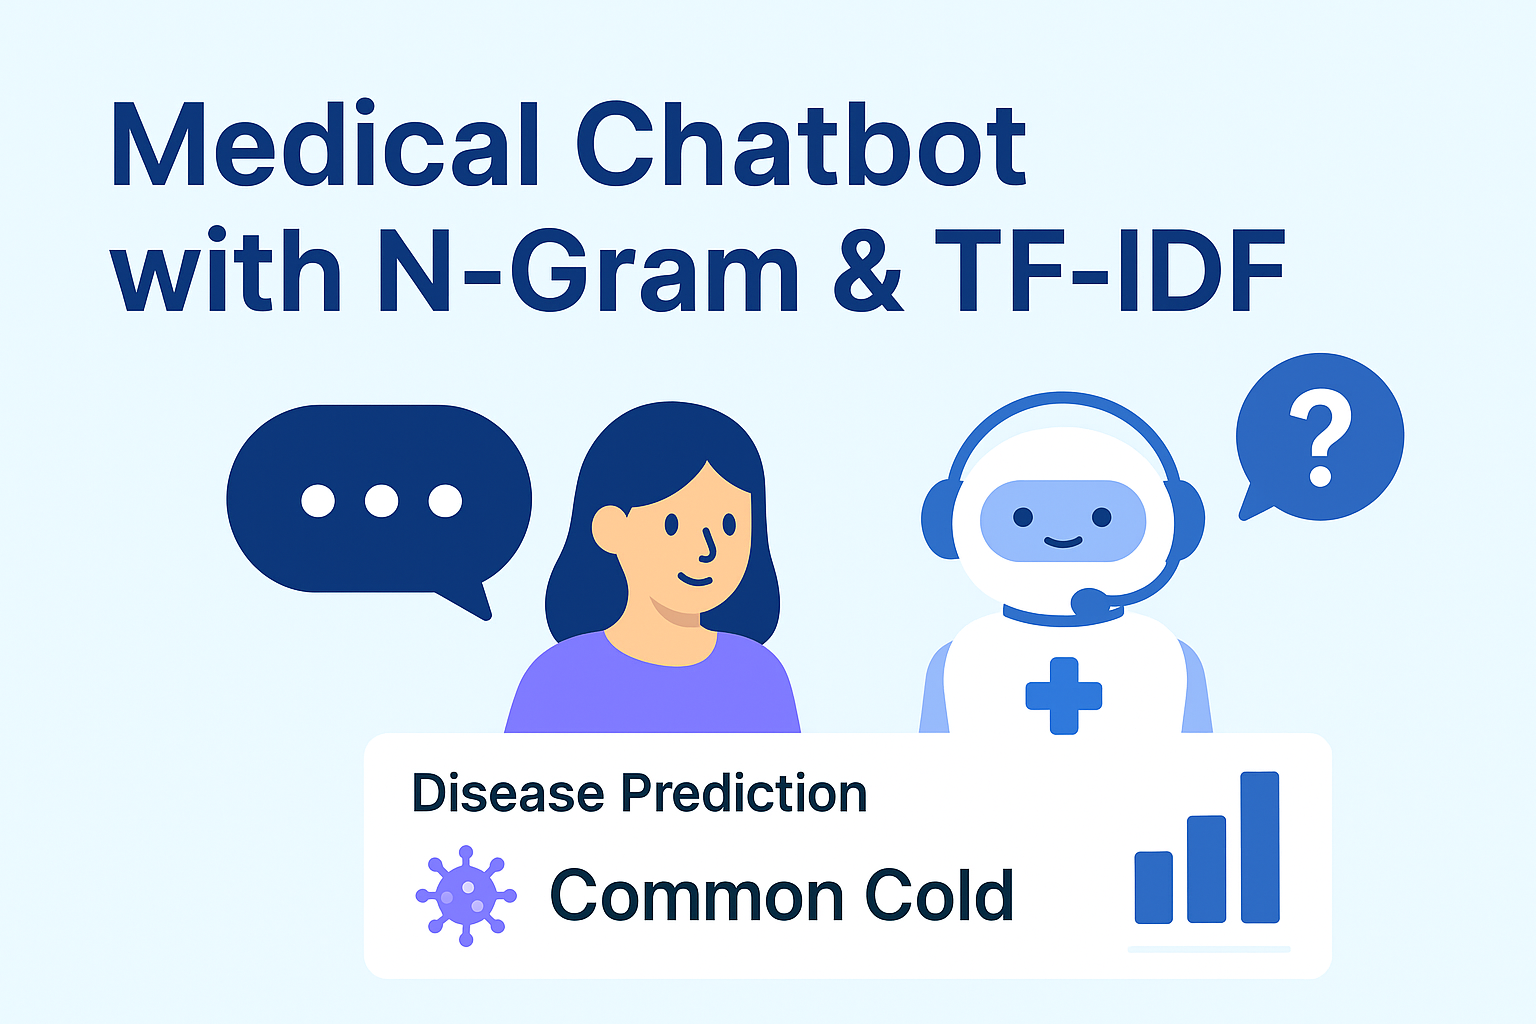 Medical Chatbot
with N-Gram & TF-IDF
?
Disease Prediction
Common Cold